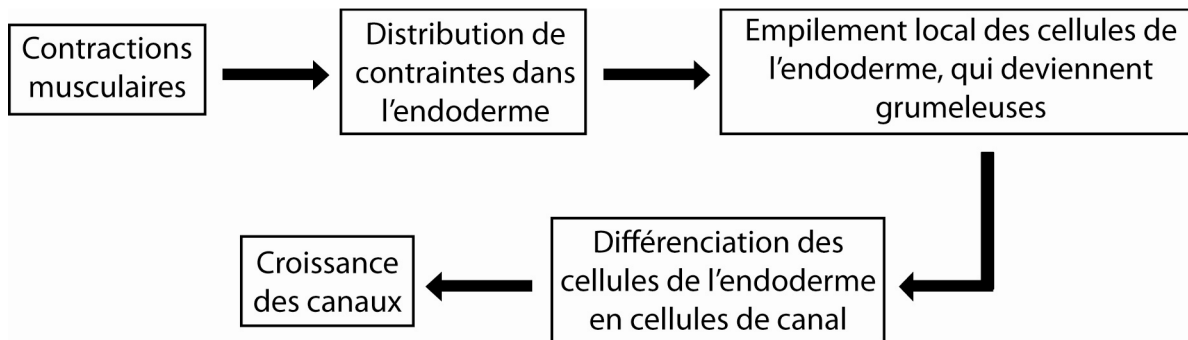 Contractions
musculaires
Distribution de
contraintes dans
l'endoderme
Empilement local des cellules de
l'endoderme, qui deviennent
grumeleuses
Différenciation des
cellules de l'endoderme
en cellules de canal
Croissance
des canaux